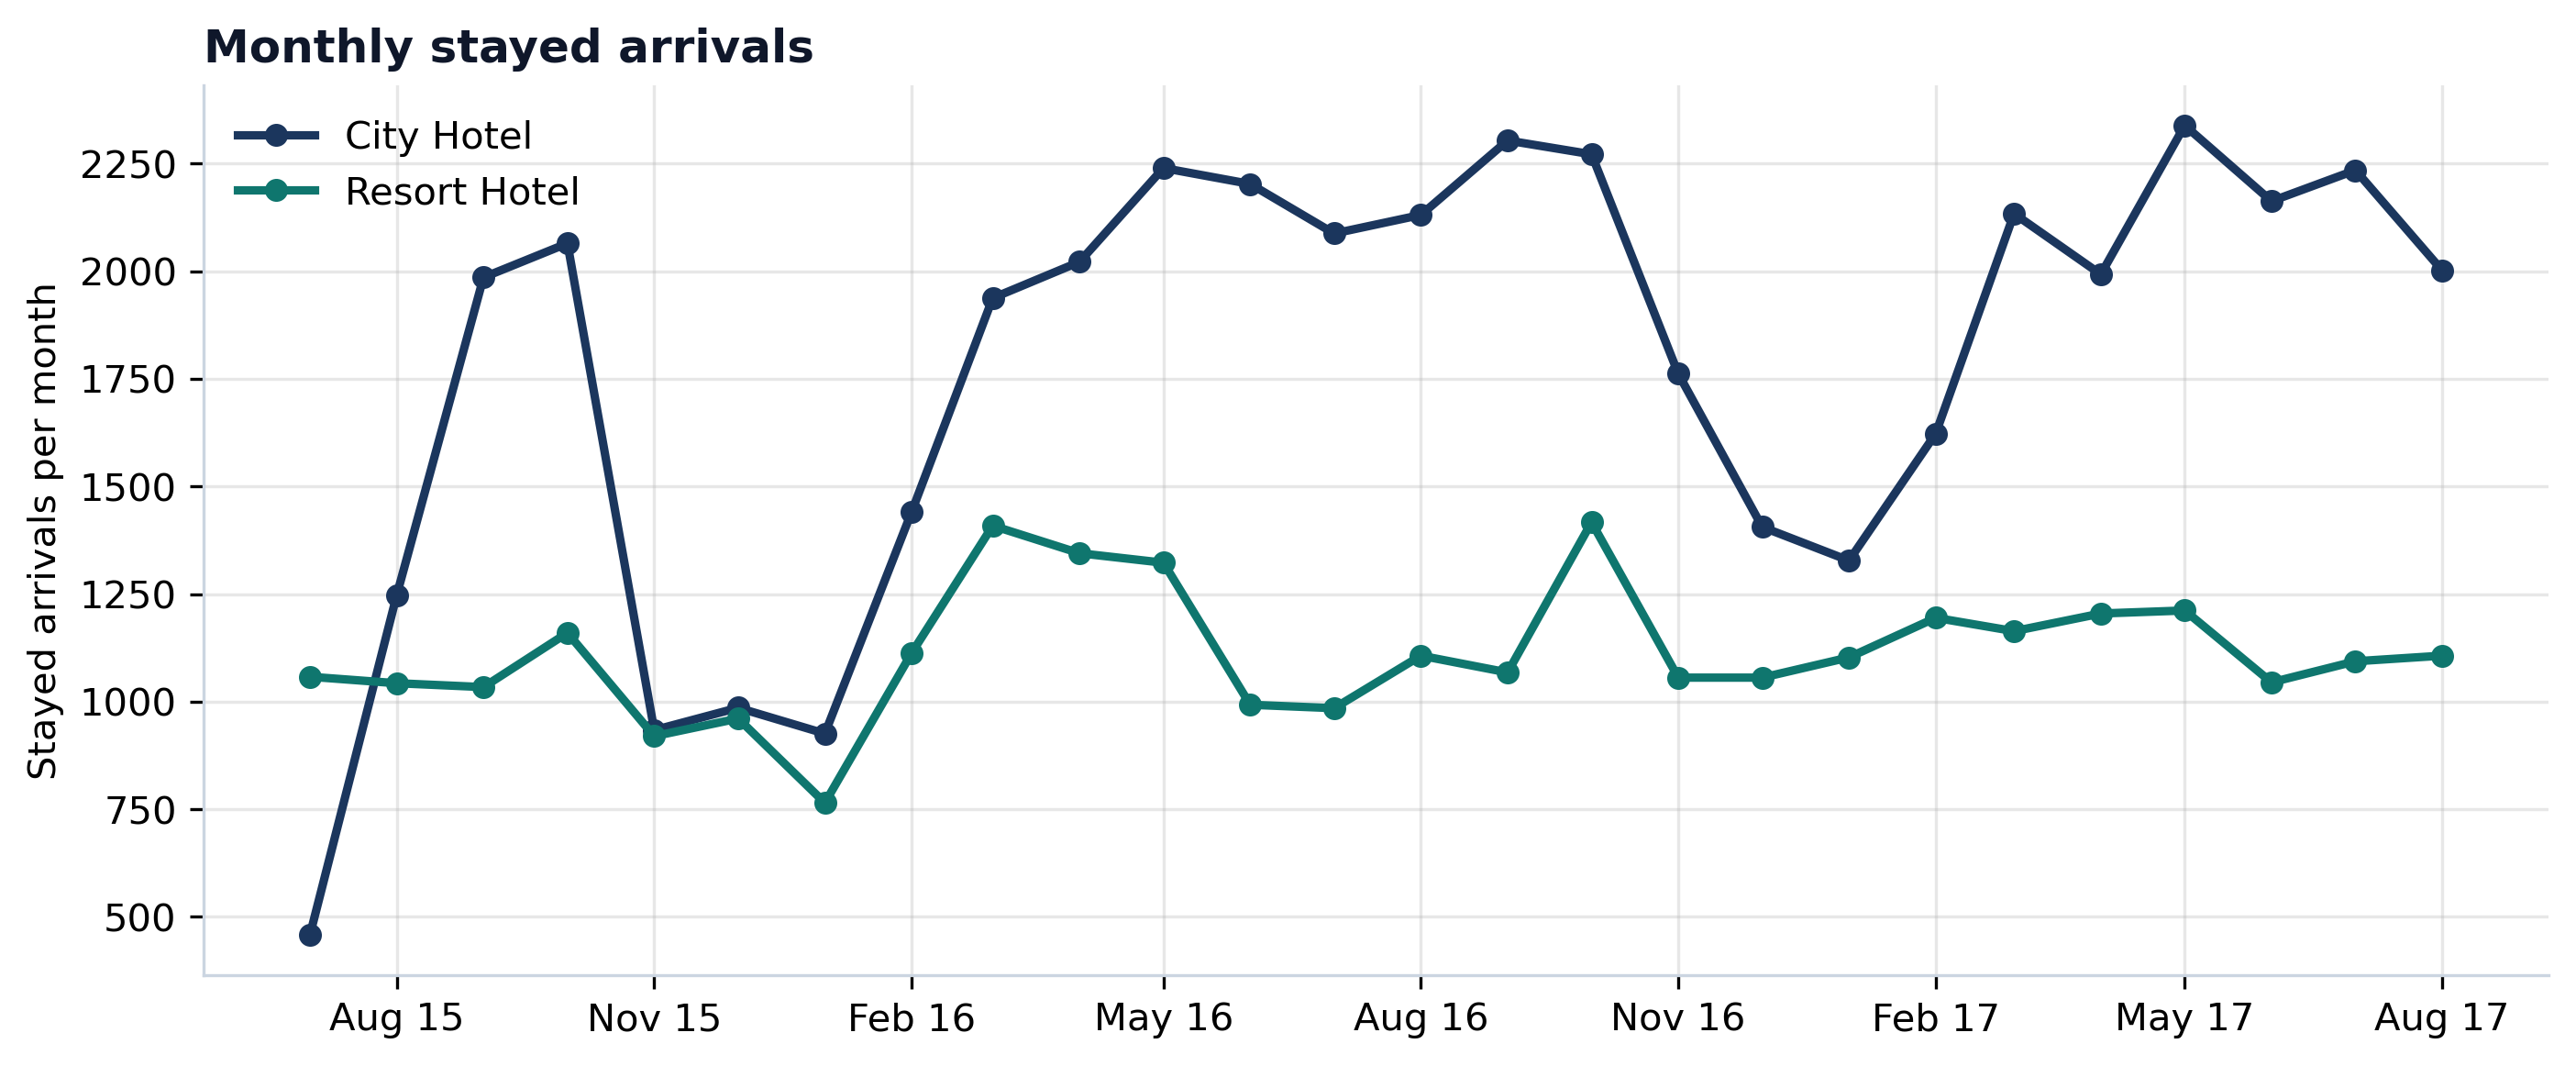 Monthly stayed arrivals
City Hotel
Resort Hotel
Stayed arrivals per month
2250
2000
1750
1500
1250
1000
750
500
Aug 15
Nov 15
Feb 16
May 16
Aug 16
Nov 16
Feb 17
May 17
Aug 17